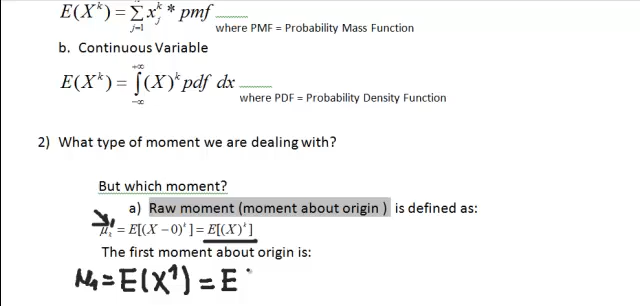 E(X^k) = Σ x_j^k * pmf
j=1
where PMF = Probability Mass Function
b. Continuous Variable
+∞
E(X^k) = ∫(X)^k pdf dx
-∞
where PDF = Probability Density Function
2) What type of moment we are dealing with?
But which moment?
a) Raw moment (moment about origin ) is defined as:
= E[(X − 0)^k ] = E[(X)^k ]
The first moment about origin is:
μ₁ = E(X^1) = E